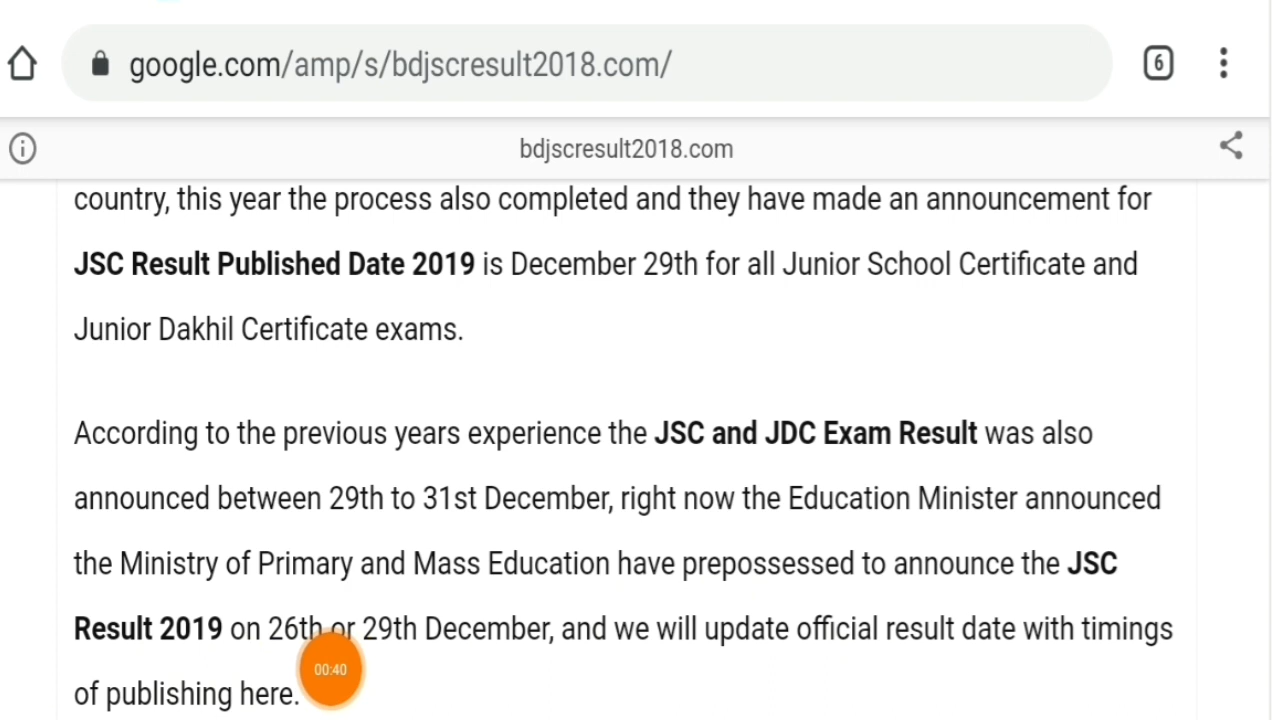 google.com/amp/s/bdjscresult2018.com/
6
bdjscresult2018.com
country, this year the process also completed and they have made an announcement for
JSC Result Published Date 2019 is December 29th for all Junior School Certificate and
Junior Dakhil Certificate exams.
According to the previous years experience the JSC and JDC Exam Result was also
announced between 29th to 31st December, right now the Education Minister announced
the Ministry of Primary and Mass Education have prepossessed to announce the JSC
Result 2019 on 26th or 29th December, and we will update official result date with timings
of publishing here.
00:40